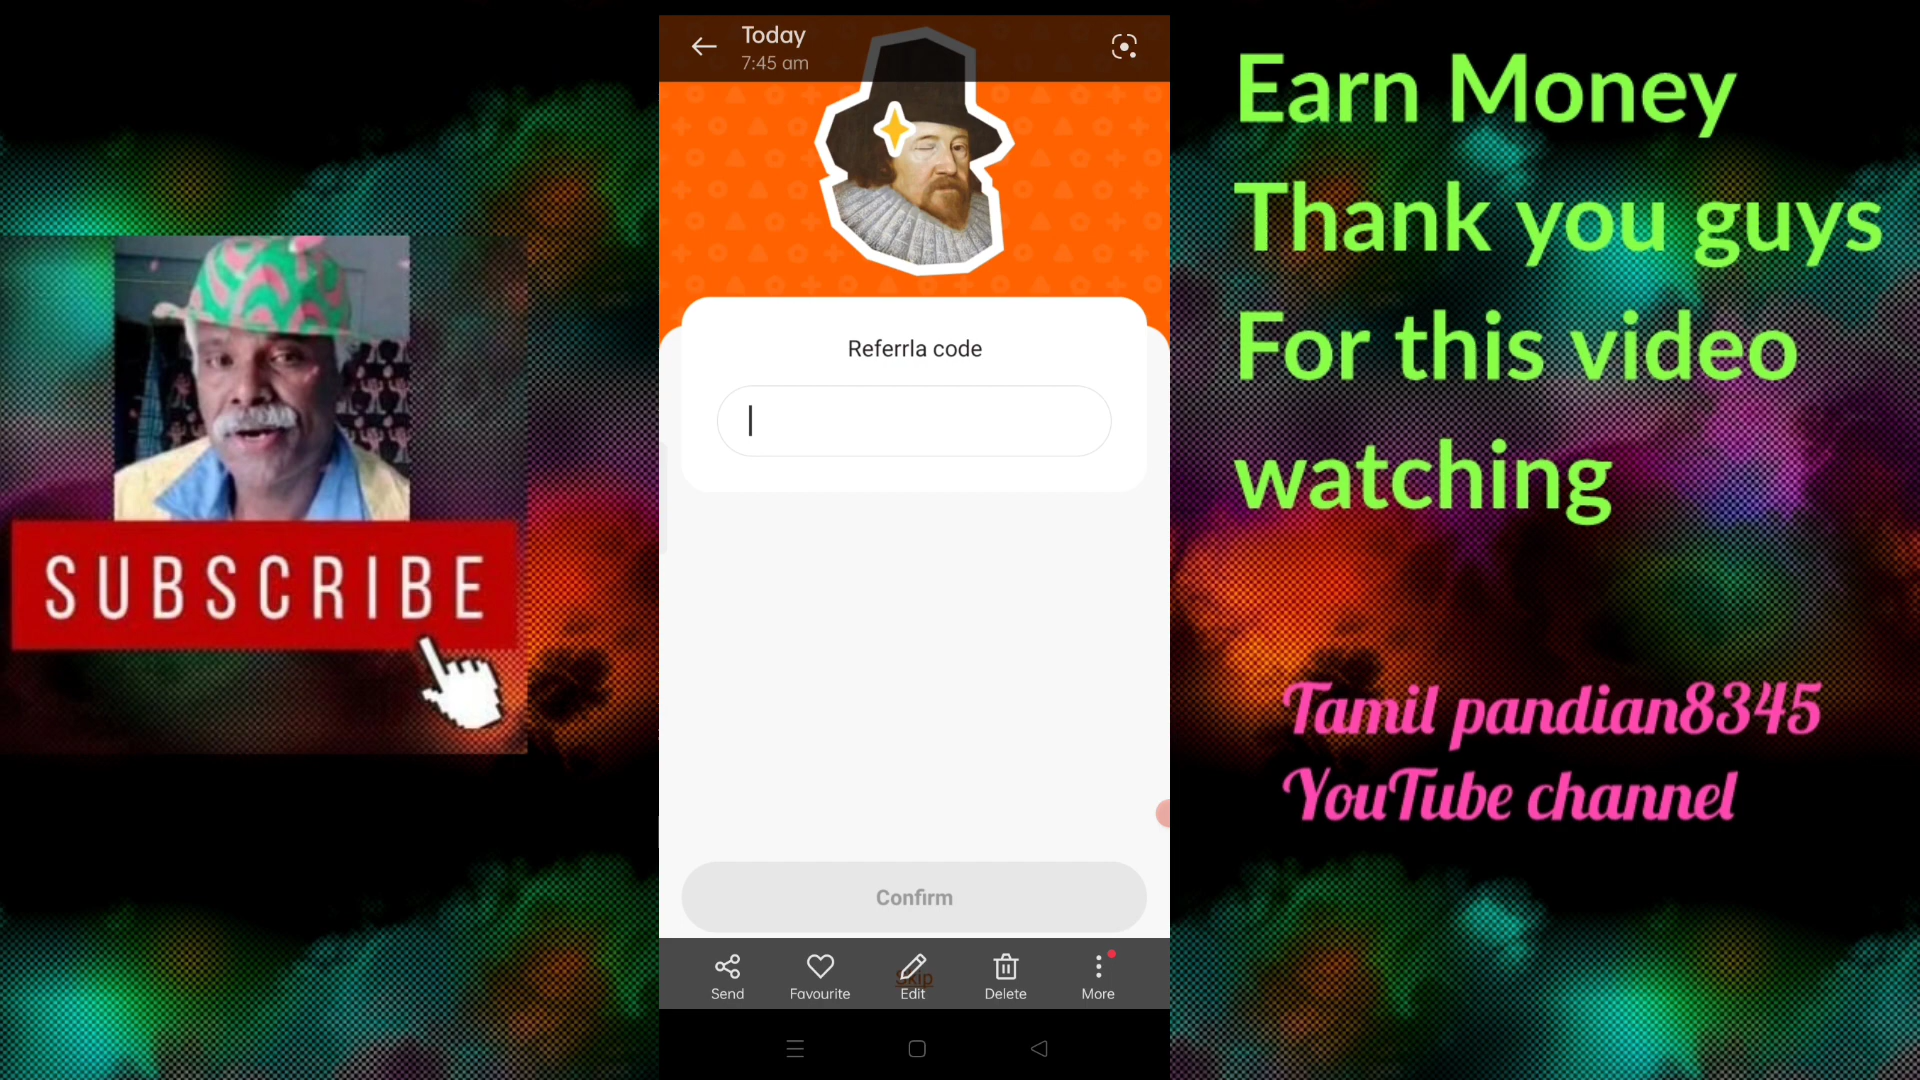 SUBSCRIBE
Today
7:45 am
Referrla code
Confirm
Skip
Send
Favourite
Edit
Delete
More
Earn Money
Thank you guys
For this video
watching
Tamil pandian8345
YouTube channel